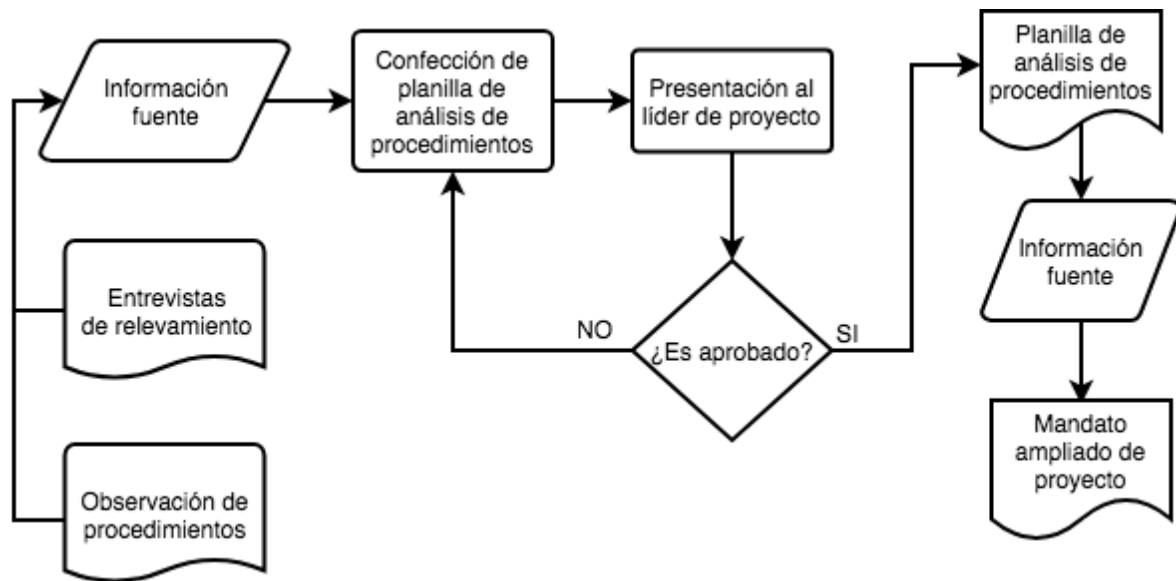 Información
fuente
Confección de
planilla de
análisis de
procedimientos
Presentación al
líder de proyecto
Planilla de
análisis de
procedimientos
Entrevistas
de relevamiento
NO
¿Es aprobado?
SI
Información
fuente
Observación de
procedimientos
Mandato
ampliado de
proyecto